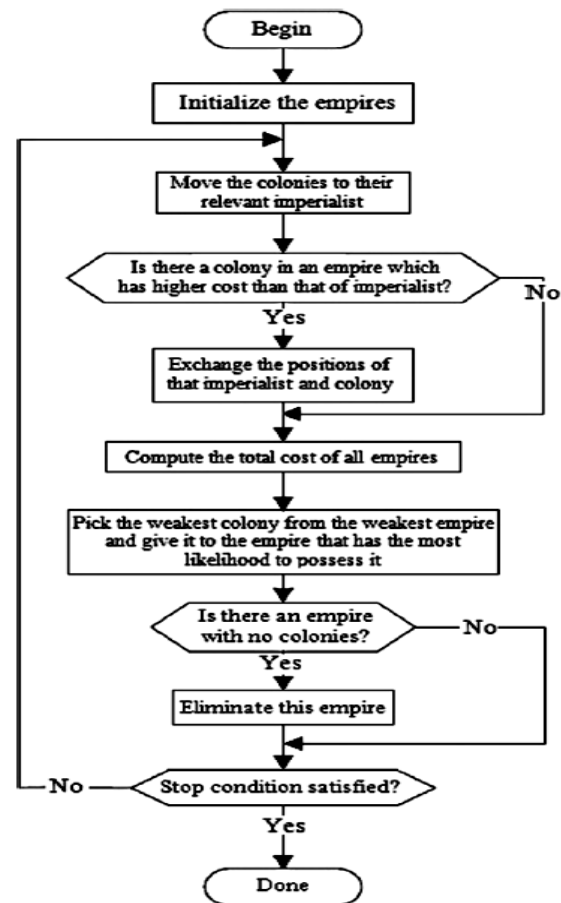 Begin
Initialize the empires
Move the colonies to their
relevant imperialist
Is there a colony in an empire which
has higher cost than that of imperialist?
No
Yes
Exchange the positions of
that imperialist and colony
Compute the total cost of all empires
Pick the weakest colony from the weakest empire
and give it to the empire that has the most
likelihood to possess it
Is there an empire
with no colonies?
No
Yes
Eliminate this empire
No
Stop condition satisfied?
Yes
Done